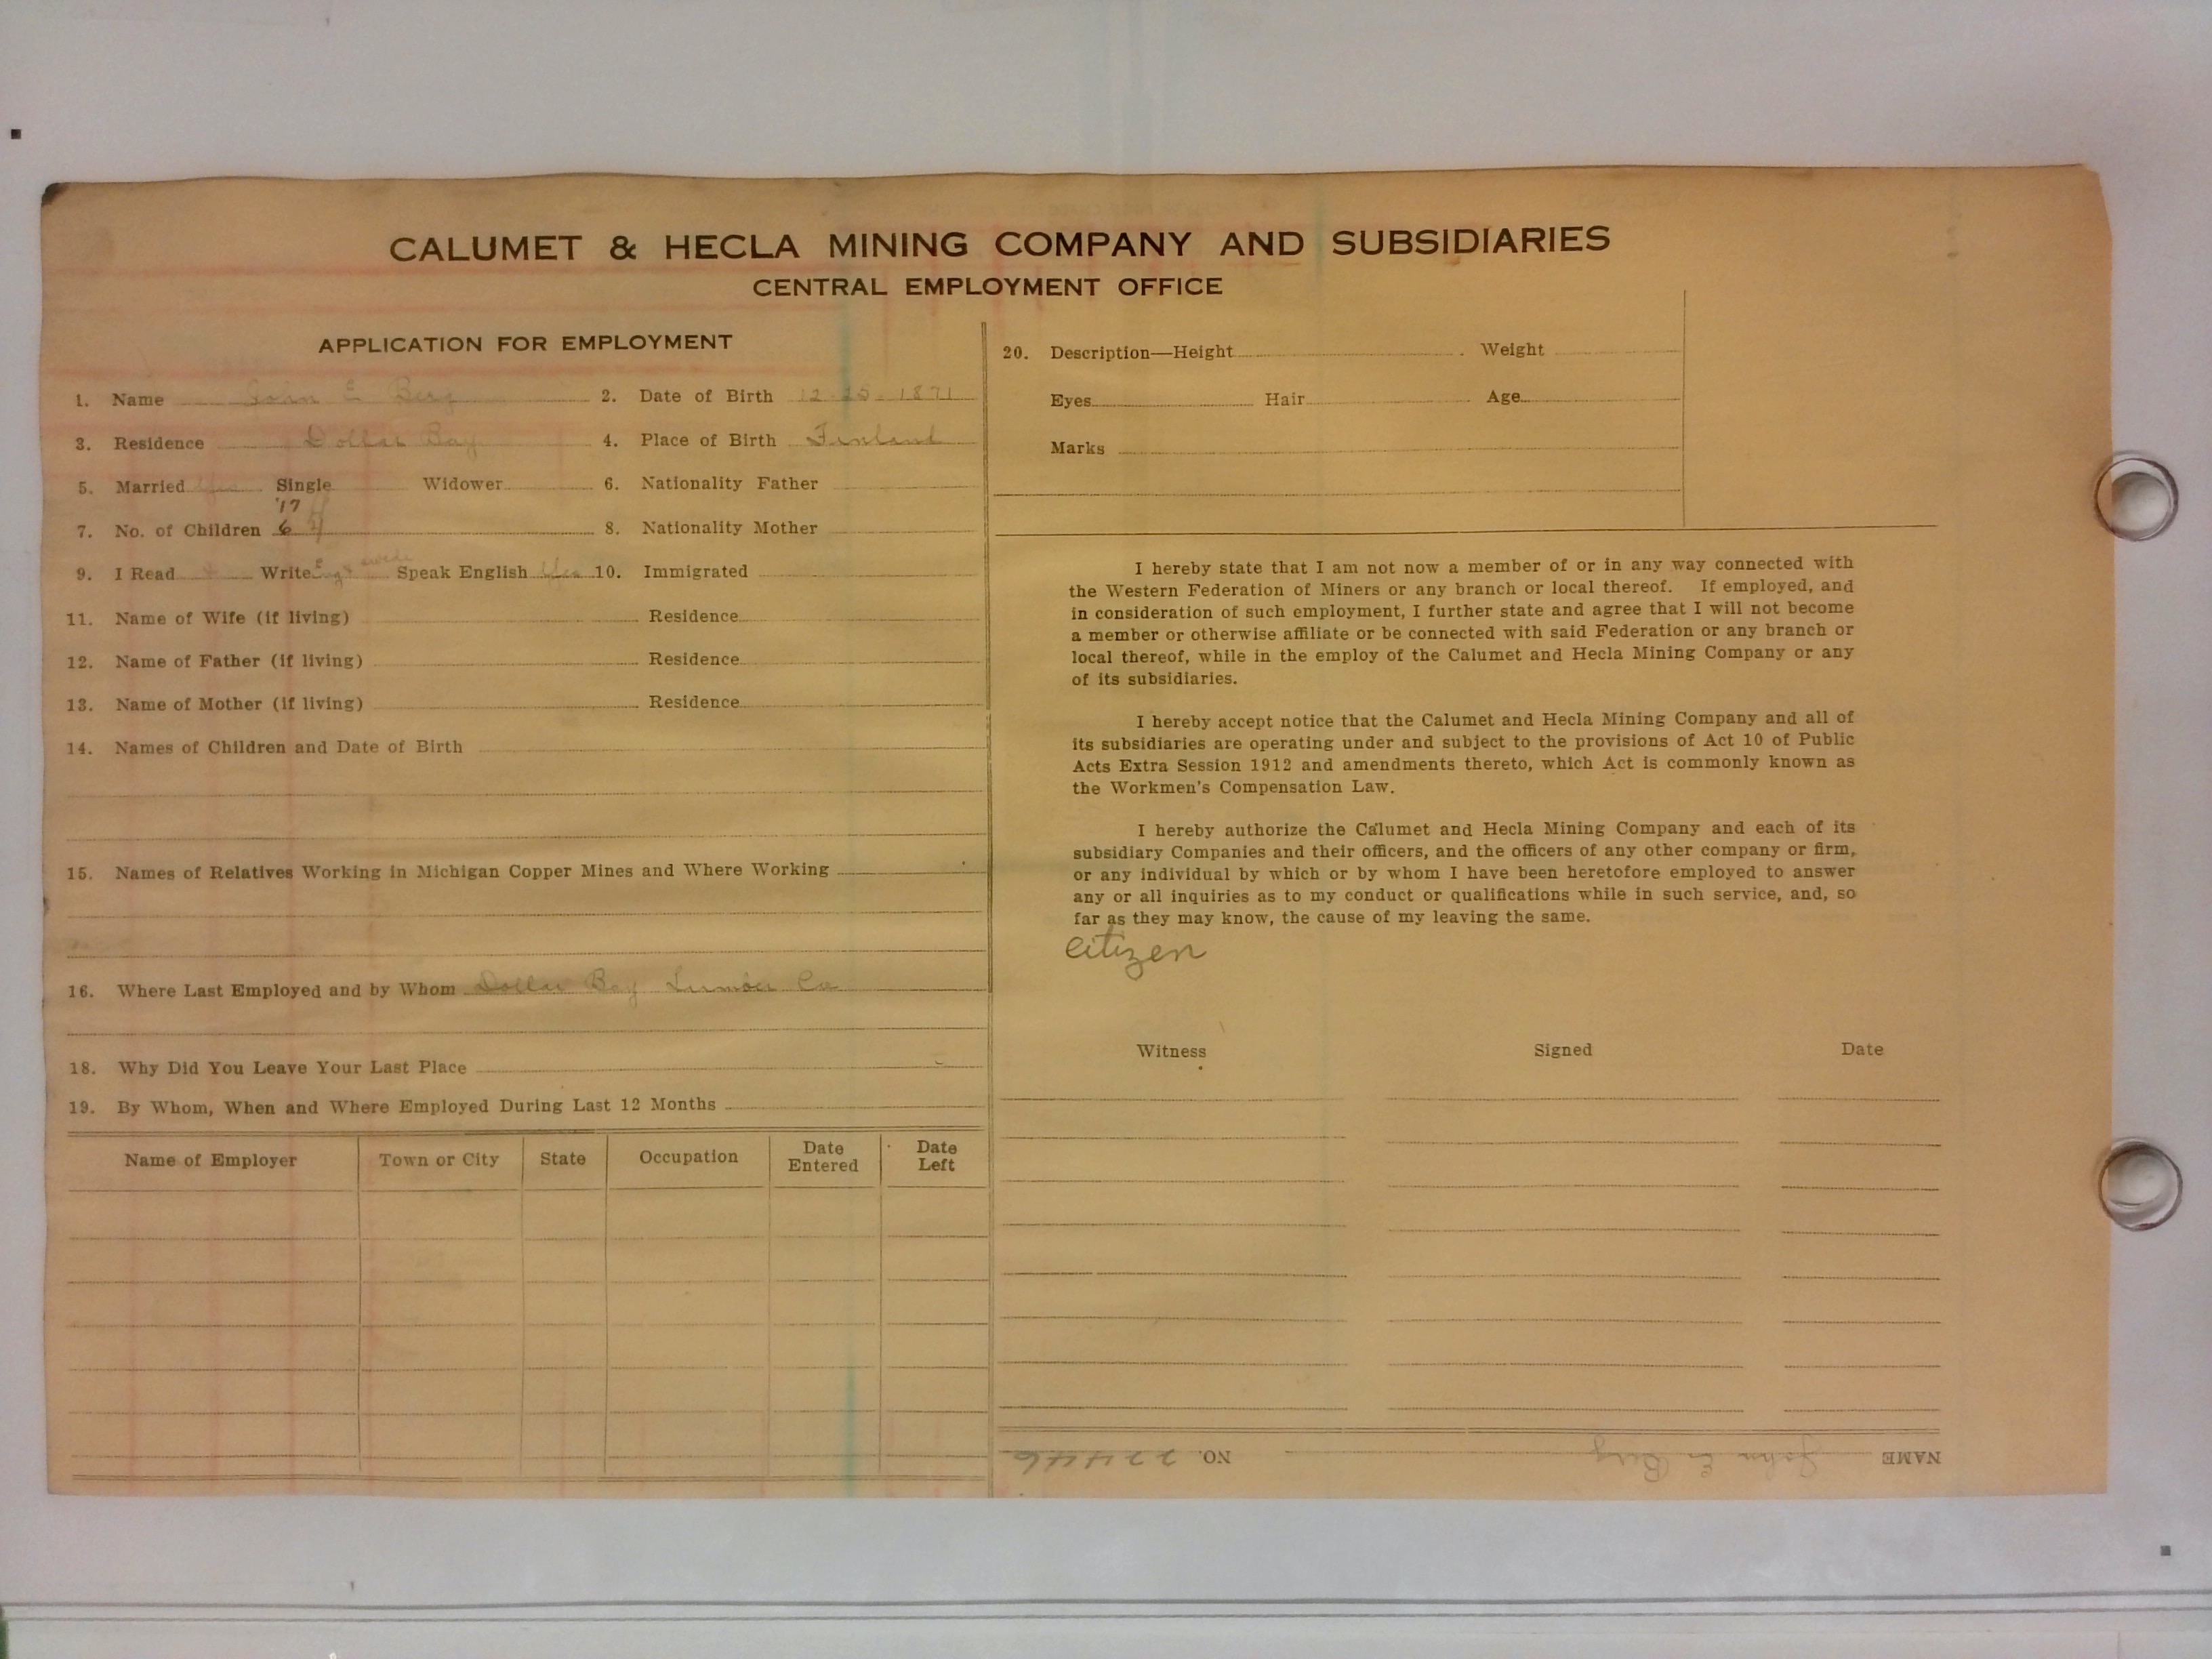 CALUMET & HECLA MINING COMPANY AND SUBSIDIARIES
CENTRAL EMPLOYMENT OFFICE
APPLICATION FOR EMPLOYMENT
1. Name John E Berg 2. Date of Birth 12-25-1871
3. Residence Dollar Bay 4. Place of Birth Finland
5. Married Yes Single Widower 6. Nationality Father
'17
7. No. of Children 6 8. Nationality Mother
9. I Read Write Eng + Swede Speak English Yes 10. Immigrated
11. Name of Wife (if living) Residence
12. Name of Father (if living) Residence
13. Name of Mother (if living) Residence
14. Names of Children and Date of Birth
15. Names of Relatives Working in Michigan Copper Mines and Where Working
16. Where Last Employed and by Whom Dollar Bay Lumber Co
18. Why Did You Leave Your Last Place
19. By Whom, When and Where Employed During Last 12 Months
Name of Employer Town or City State Occupation Date Entered Date Left
20. Description—Height Weight
Eyes Hair Age
Marks
I hereby state that I am not now a member of or in any way connected with
the Western Federation of Miners or any branch or local thereof. If employed, and
in consideration of such employment, I further state and agree that I will not become
a member or otherwise affiliate or be connected with said Federation or any branch or
local thereof, while in the employ of the Calumet and Hecla Mining Company or any
of its subsidiaries.
I hereby accept notice that the Calumet and Hecla Mining Company and all of
its subsidiaries are operating under and subject to the provisions of Act 10 of Public
Acts Extra Session 1912 and amendments thereto, which Act is commonly known as
the Workmen's Compensation Law.
I hereby authorize the Calumet and Hecla Mining Company and each of its
subsidiary Companies and their officers, and the officers of any other company or firm,
or any individual by which or by whom I have been heretofore employed to answer
any or all inquiries as to my conduct or qualifications while in such service, and, so
far as they may know, the cause of my leaving the same.
Citizen
Witness Signed Date
NAME John E Berg NO. 22446